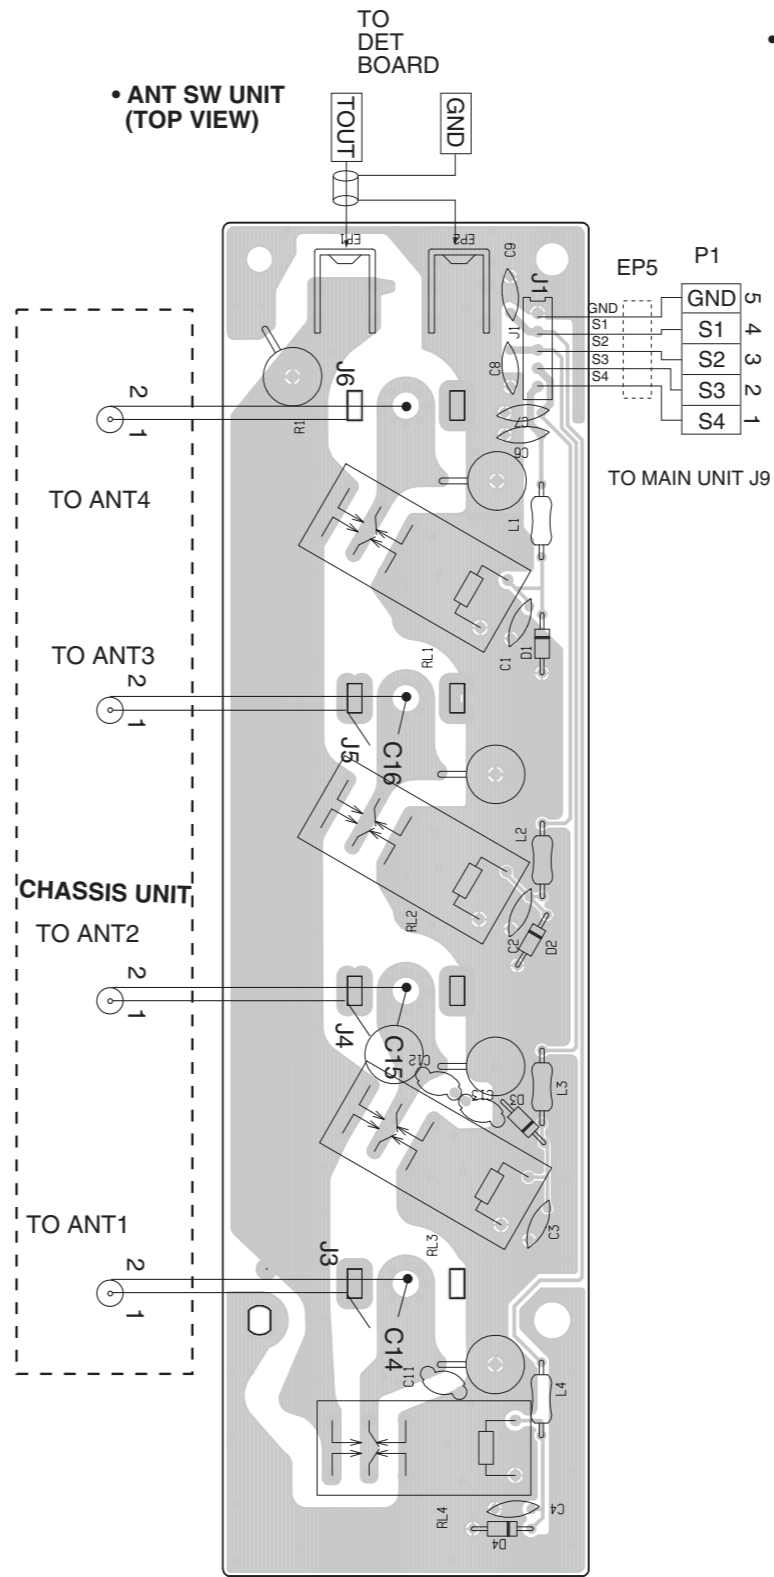 TO
DET
BOARD
• ANT SW UNIT
(TOP VIEW)
TOUT
GND
EP1
EP2
C9
J1
EP5
P1
GND
S1
S2
S3
S4
GND 5
S1 4
S2 3
S3 2
S4 1
TO MAIN UNIT J9
J1
C8
C7
C6
R1
J6
2
1
TO ANT4
L1
C1
D1
RL1
TO ANT3
2
1
J5
C16
L2
RL2
C2
D2
CHASSIS UNIT
TO ANT2
2
1
J4
C15
C12
C13
D3
L3
C3
RL3
TO ANT1
2
1
J3
C14
C11
L4
RL4
C4
D4